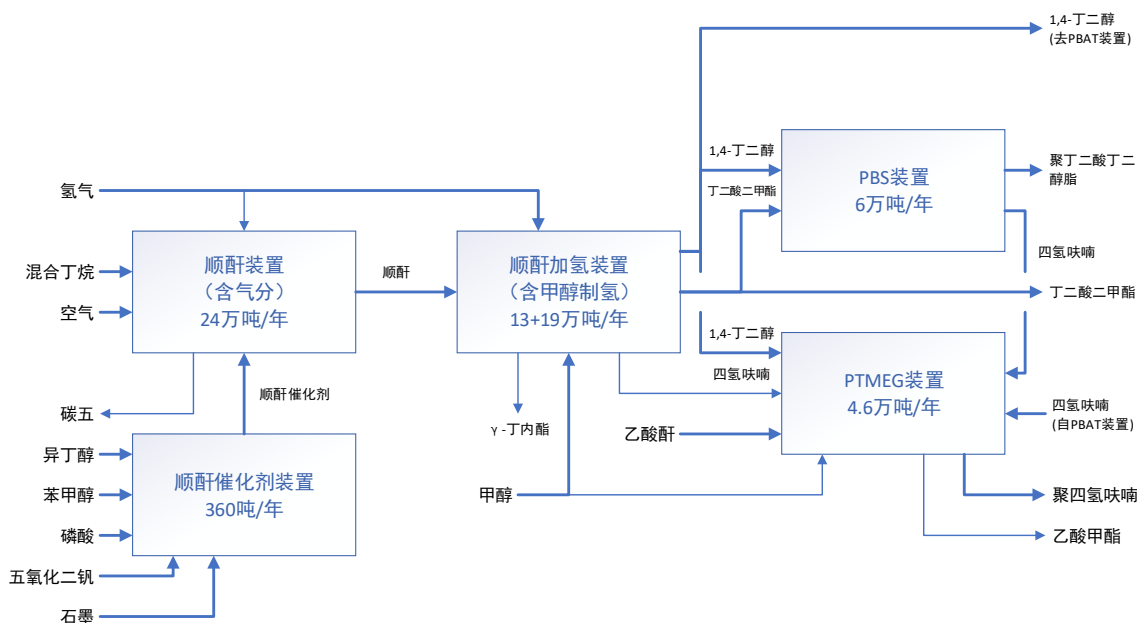 1,4-丁二醇
(去PBAT装置)
1,4-丁二醇
丁二酸二甲酯
PBS装置
6万吨/年
聚丁二酸丁二
醇脂
氢气
四氢呋喃
混合丁烷
空气
顺酐装置
（含气分）
24万吨/年
顺酐
顺酐加氢装置
（含甲醇制氢）
13+19万吨/年
丁二酸二甲酯
1,4-丁二醇
四氢呋喃
PTMEG装置
4.6万吨/年
四氢呋喃
(自PBAT装置)
顺酐催化剂
碳五
γ-丁内酯
乙酸酐
异丁醇
苯甲醇
磷酸
顺酐催化剂装置
360吨/年
甲醇
聚四氢呋喃
乙酸甲酯
五氧化二钒
石墨